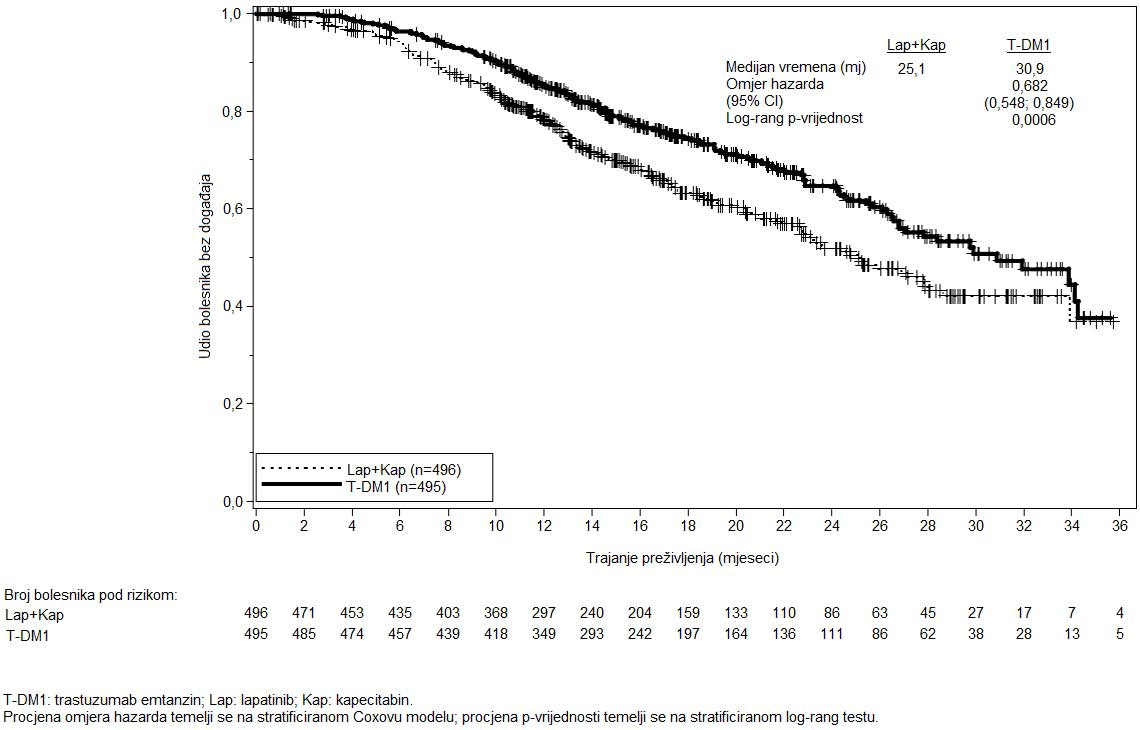 1,0
0,8
0,6
0,4
0,2
0,0
Udio bolesnika bez događaja
Lap+Kap T-DM1
Medijan vremena (mj) 25,1 30,9
Omjer hazarda 0,682
(95% CI) (0,548; 0,849)
Log-rang p-vrijednost 0,0006
Lap+Kap (n=496)
T-DM1 (n=495)
0 2 4 6 8 10 12 14 16 18 20 22 24 26 28 30 32 34 36
Trajanje preživljenja (mjeseci)
Broj bolesnika pod rizikom:
Lap+Kap 496 471 453 435 403 368 297 240 204 159 133 110 86 63 45 27 17 7 4
T-DM1 495 485 474 457 439 418 349 293 242 197 164 136 111 86 62 38 28 13 5
T-DM1: trastuzumab emtanzin; Lap: lapatinib; Kap: kapecitabin.
Procjena omjera hazarda temelji se na stratificiranom Coxovu modelu; procjena p-vrijednosti temelji se na stratificiranom log-rang testu.